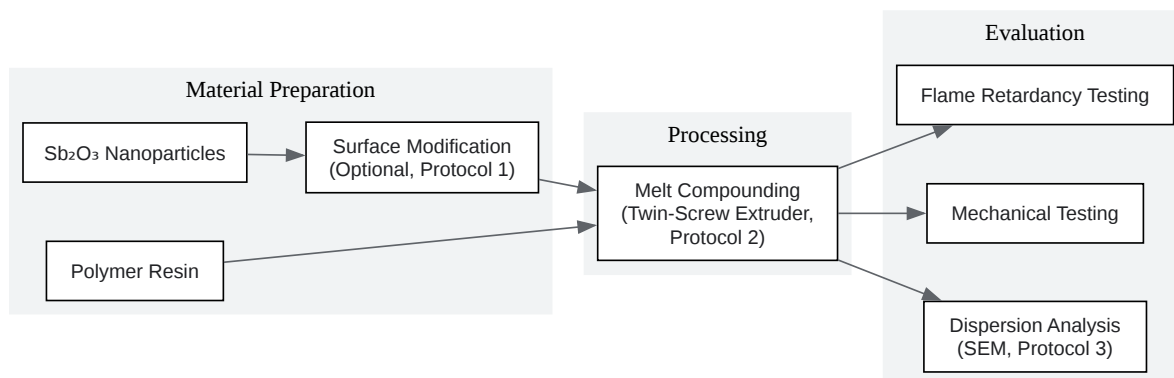 Material Preparation
Sb₂O₃ Nanoparticles
Surface Modification
(Optional, Protocol 1)
Polymer Resin
Processing
Melt Compounding
(Twin-Screw Extruder,
Protocol 2)
Evaluation
Flame Retardancy Testing
Mechanical Testing
Dispersion Analysis
(SEM, Protocol 3)